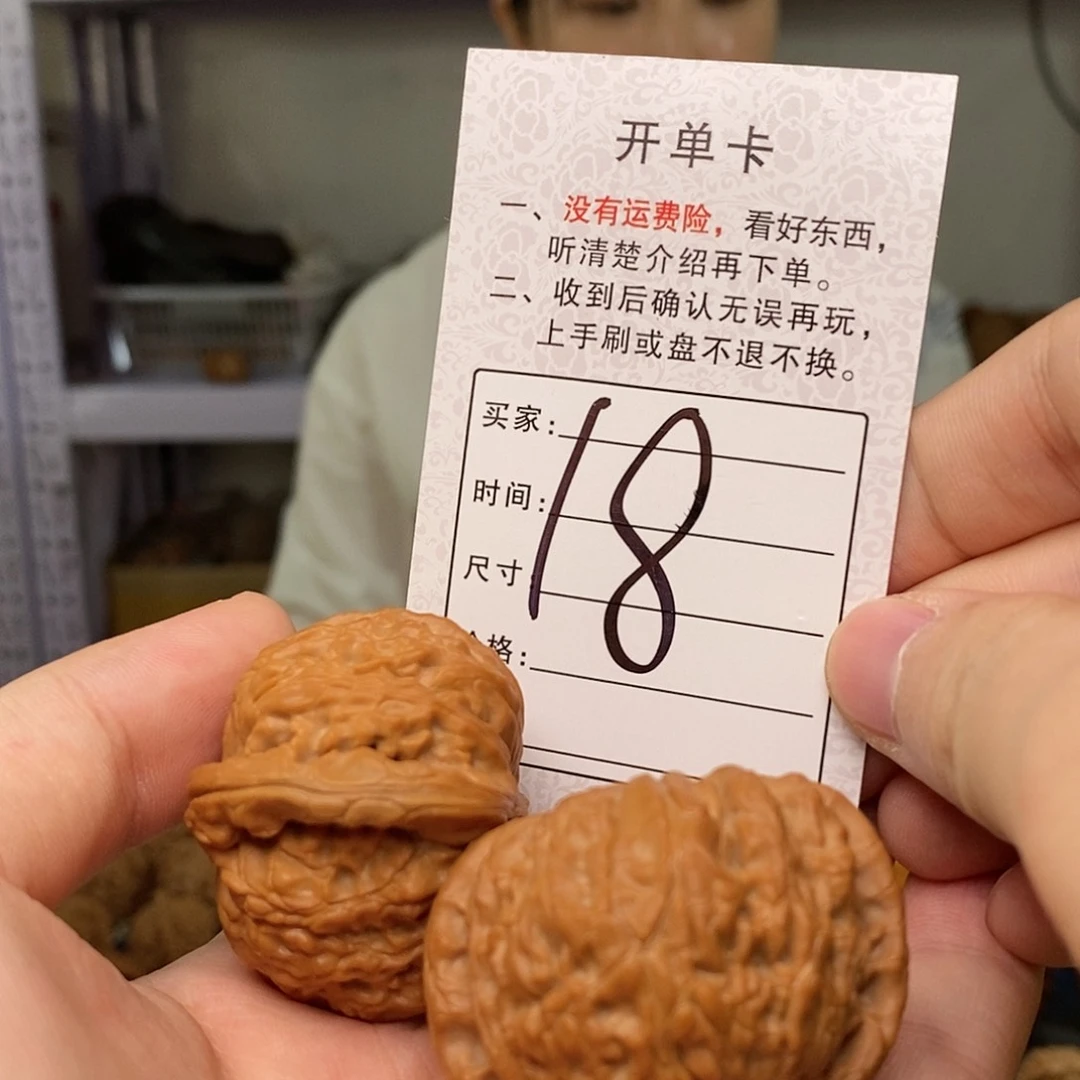 开单卡
一、没有运费险，看好东西，
听清楚介绍再下单。
二、收到后确认无误再玩，
上手刷或盘不退不换。
买家：
时间：
尺寸
格：
18